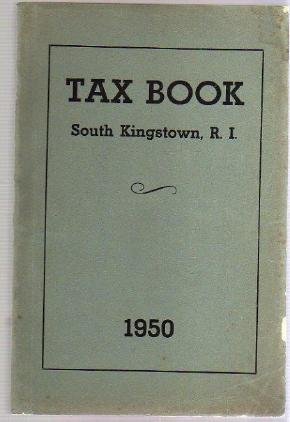 TAX BOOK
South Kingstown, R. I.
1950